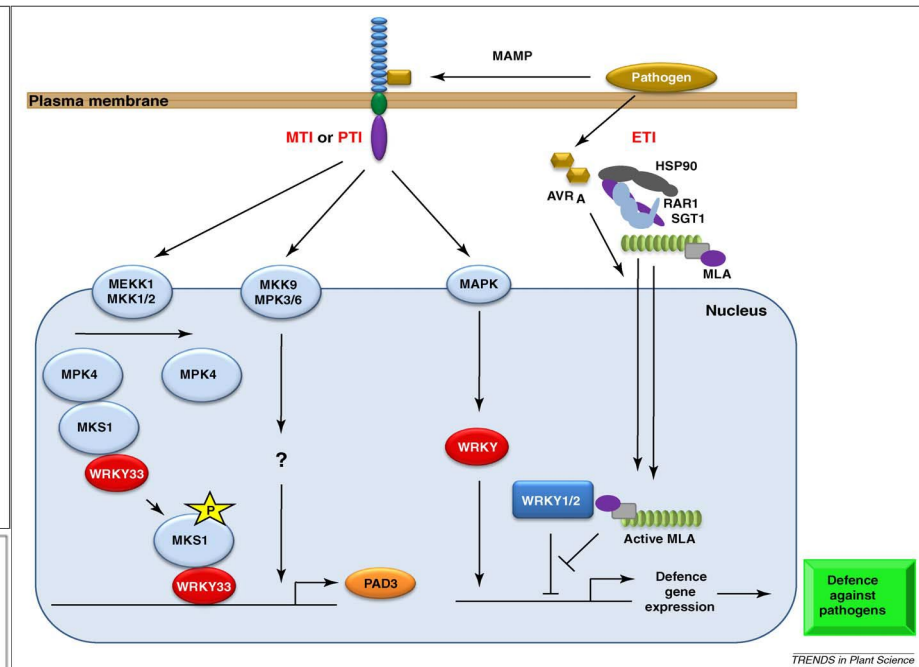 MAMP
Pathogen
Plasma membrane
MTI or PTI
ETI
HSP90
AVR A
RAR1
SGT1
MLA
MEKK1
MKK1/2
MKK9
MPK3/6
MAPK
Nucleus
MPK4
MPK4
MKS1
WRKY33
?
WRKY
WRKY1/2
P
MKS1
Active MLA
WRKY33
PAD3
Defence
gene
expression
Defence
against
pathogens
TRENDS in Plant Science